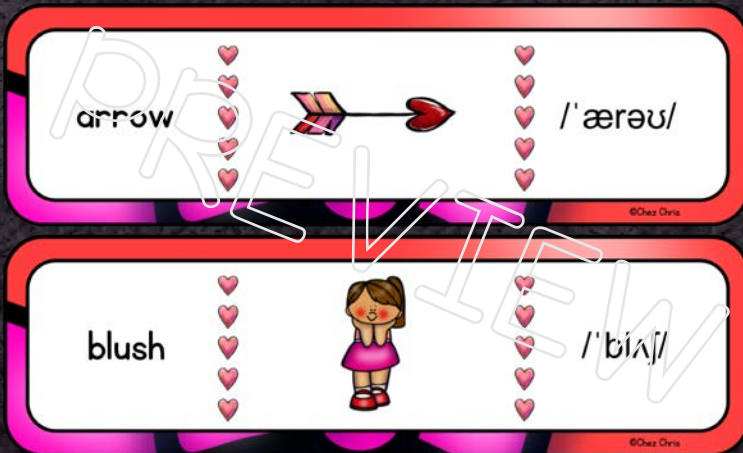 arrow
/ˈærəʊ/
©Chez Chris
PREVIEW
blush
/ˈblʌʃ/
©Chez Chris